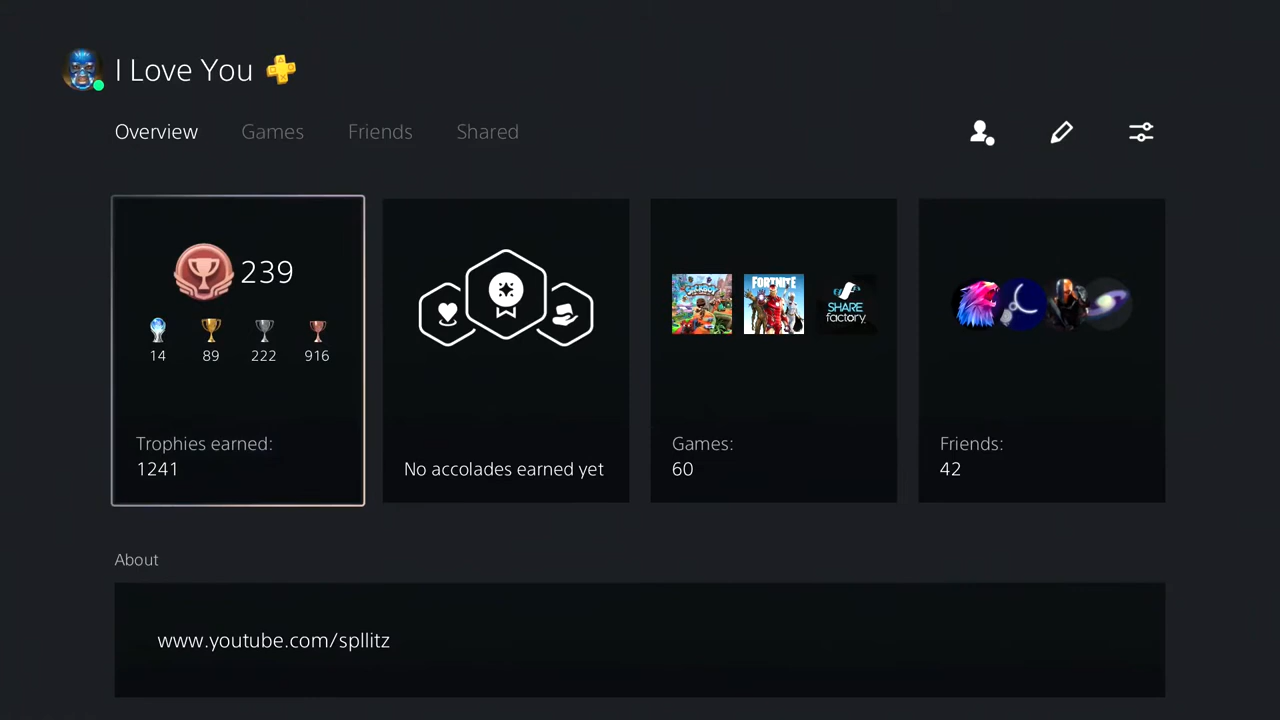 I Love You
Overview Games Friends Shared
239
14 89 222 916
Trophies earned:
1241
No accolades earned yet
FORTNITE
SHARE
factory
Games:
60
Friends:
42
About
www.youtube.com/spllitz